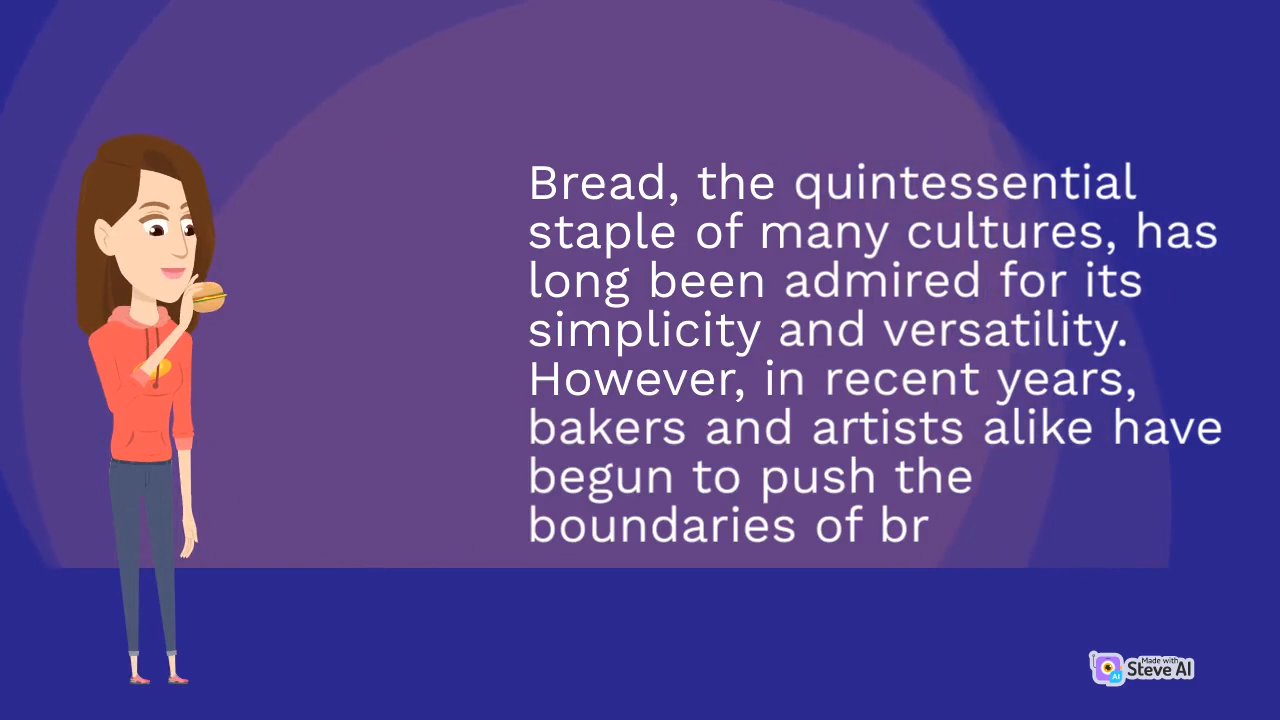 Bread, the quintessential
staple of many cultures, has
long been admired for its
simplicity and versatility.
However, in recent years,
bakers and artists alike have
begun to push the
boundaries of br
Made with
Steve AI
AI